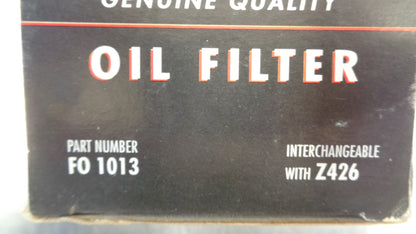 GENUINE QUALITY
OIL FILTER
PART NUMBER
FO 1013
INTERCHANGEABLE
WITH Z426